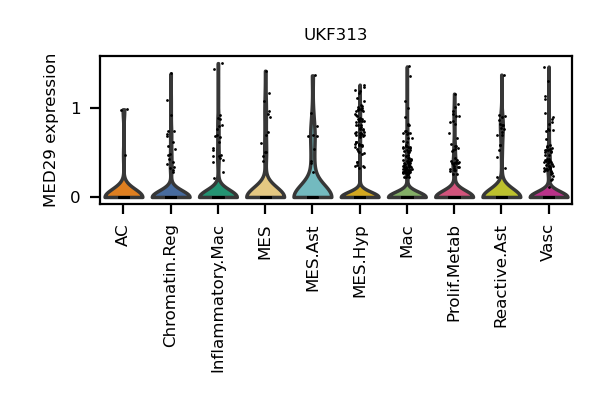 UKF313
MED29 expression
1
0
AC
Chromatin.Reg
Inflammatory.Mac
MES
MES.Ast
MES.Hyp
Mac
Prolif.Metab
Reactive.Ast
Vasc